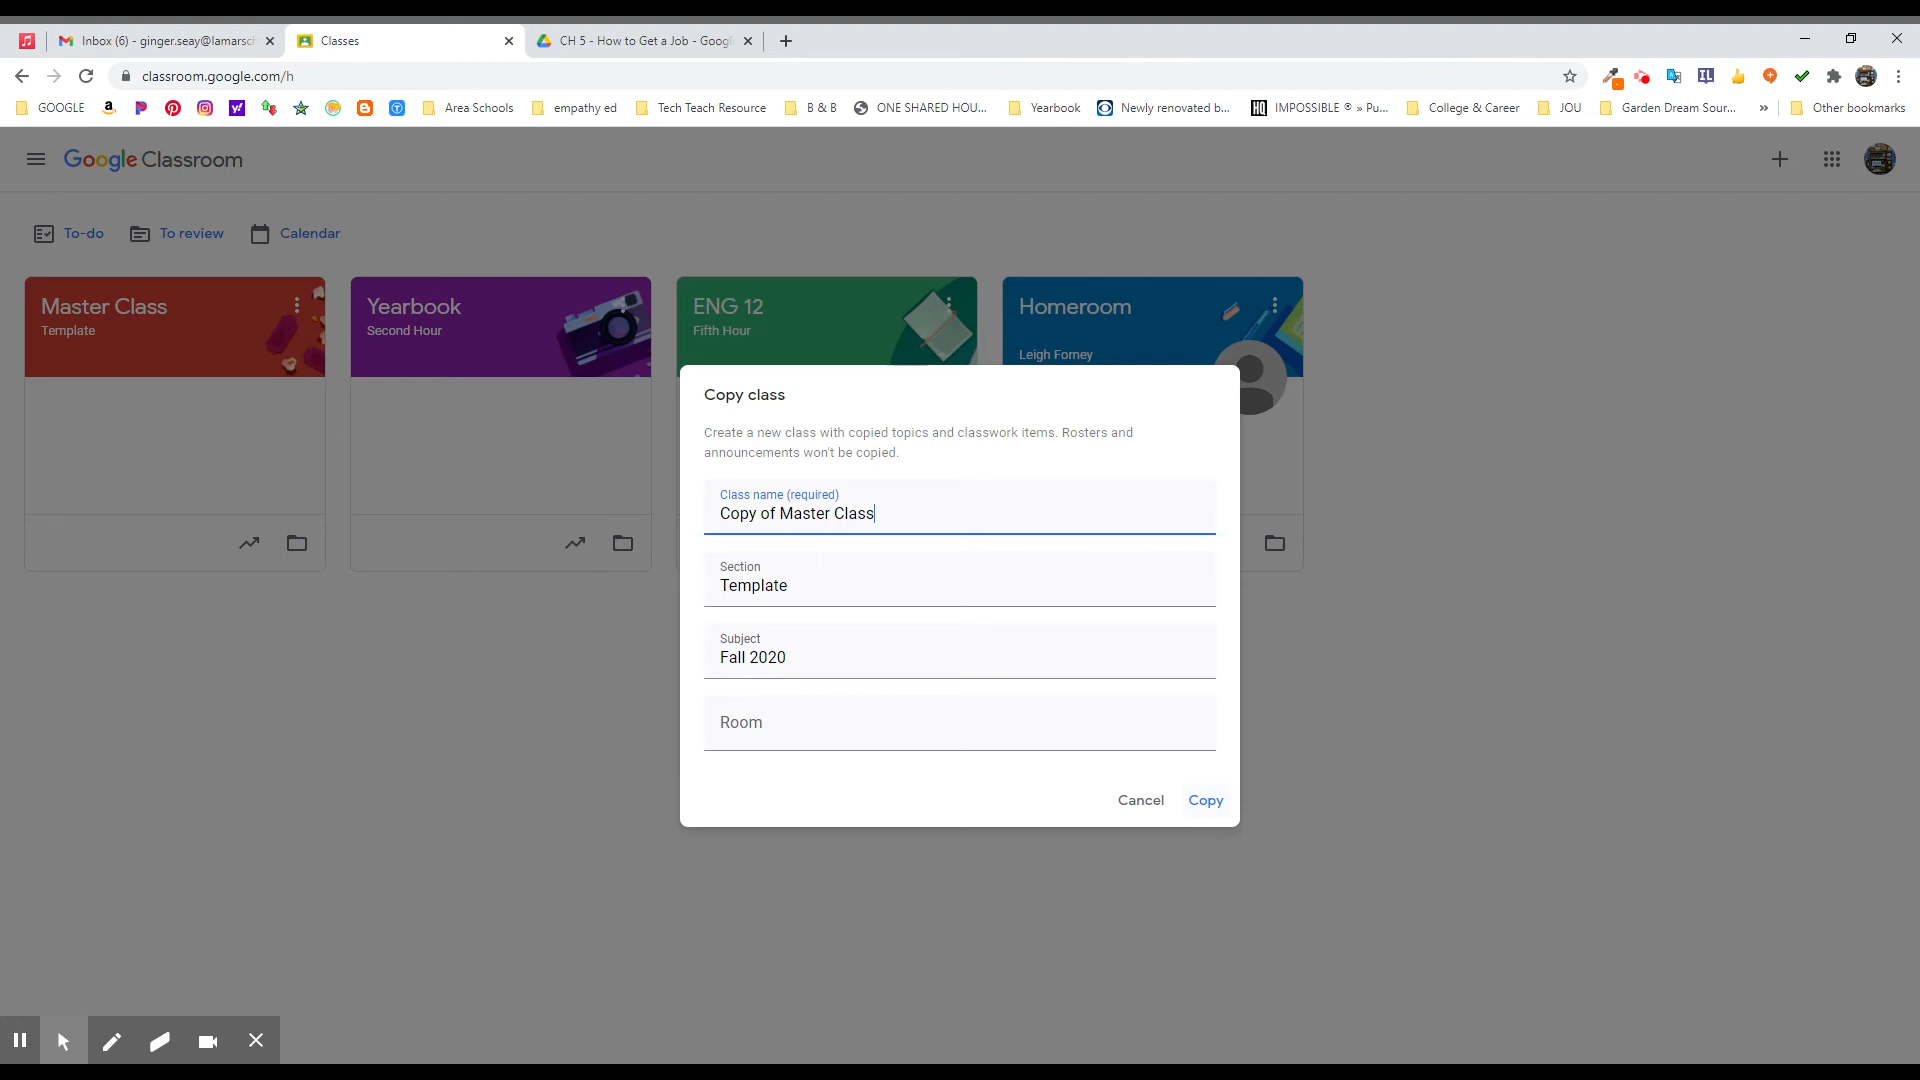 Inbox (6) - ginger.seay@lamarsch
Classes
CH 5 - How to Get a Job - Googl
classroom.google.com/h
GOOGLE
Area Schools
empathy ed
Tech Teach Resource
B & B
ONE SHARED HOU...
Yearbook
Newly renovated b...
IMPOSSIBLE ® » Pu...
College & Career
JOU
Garden Dream Sour...
»
Other bookmarks
Google Classroom
To-do
To review
Calendar
Master Class
Template
Yearbook
Second Hour
ENG 12
Fifth Hour
Homeroom
Leigh Forney
Copy class
Create a new class with copied topics and classwork items. Rosters and
announcements won't be copied.
Class name (required)
Copy of Master Class
Section
Template
Subject
Fall 2020
Room
Cancel
Copy